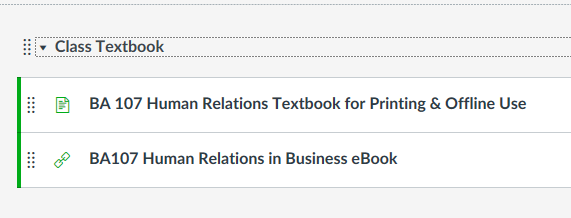 Class Textbook
BA 107 Human Relations Textbook for Printing & Offline Use
BA107 Human Relations in Business eBook